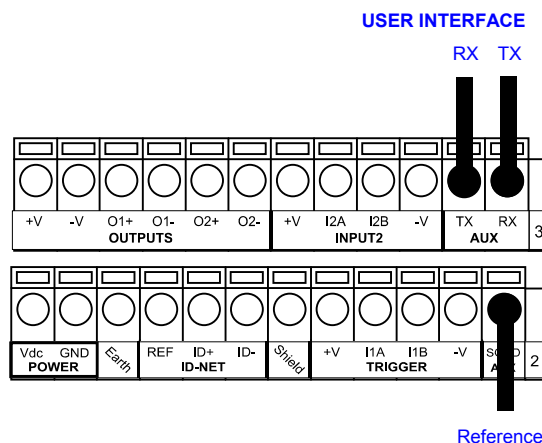 USER INTERFACE
RX TX
+V -V O1+ O1- O2+ O2- +V I2A I2B -V TX RX
OUTPUTS INPUT2 AUX 3
Vdc GND Earth REF ID+ ID- Shield +V I1A I1B -V
POWER ID-NET TRIGGER 2
Reference